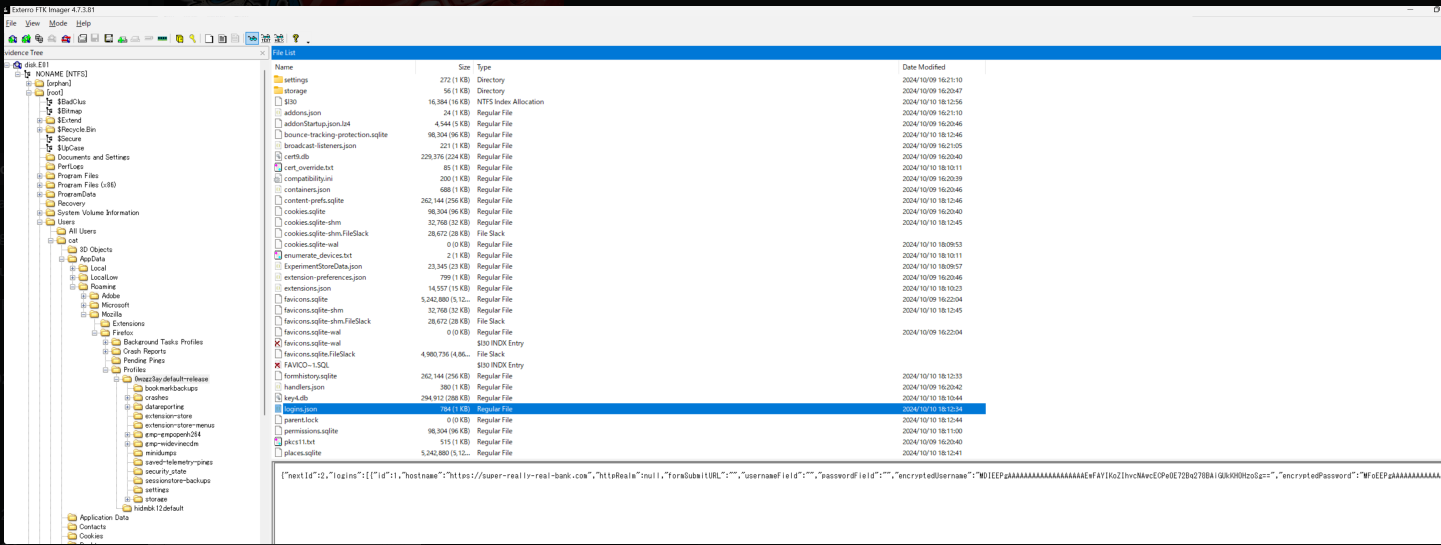 Exterro FTK Imager 4.7.3.81
File View Mode Help
vidence Tree
disk.E01
NONAME [NTFS]
[orphan]
[root]
$BadClus
$Bitmap
$Extend
$Recycle.Bin
$Secure
$UpCase
Documents and Settings
PerfLogs
Program Files
Program Files (x86)
ProgramData
Recovery
System Volume Information
Users
All Users
cat
3D Objects
AppData
Local
LocalLow
Roaming
Adobe
Microsoft
Mozilla
Extensions
Firefox
Background Tasks Profiles
Crash Reports
Pending Pings
Profiles
bookmarkbackups
crashes
datareporting
extension-store
extension-store-menus
gmp-gmpopenh264
gmp-widevinecdm
minidumps
saved-telemetry-pings
security_state
sessionstore-backups
settings
storage
hidmbk12.default
Application Data
Contacts
Cookies
File List
Name Size Type Date Modified
settings 272 (1 KB) Directory 2024/10/09 16:21:10
storage 56 (1 KB) Directory 2024/10/09 16:20:47
$I30 16,384 (16 KB) NTFS Index Allocation 2024/10/10 18:12:56
addons.json 24 (1 KB) Regular File 2024/10/09 16:21:10
addonStartup.json.lz4 4,544 (5 KB) Regular File 2024/10/09 16:20:46
bounce-tracking-protection.sqlite 98,304 (96 KB) Regular File 2024/10/10 18:12:46
broadcast-listeners.json 221 (1 KB) Regular File 2024/10/09 16:21:05
cert9.db 229,376 (224 KB) Regular File 2024/10/09 16:20:40
cert_override.txt 85 (1 KB) Regular File 2024/10/10 18:10:11
compatibility.ini 200 (1 KB) Regular File 2024/10/09 16:20:39
containers.json 688 (1 KB) Regular File 2024/10/09 16:20:46
content-prefs.sqlite 262,144 (256 KB) Regular File 2024/10/10 18:12:46
cookies.sqlite 98,304 (96 KB) Regular File 2024/10/09 16:20:40
cookies.sqlite-shm 32,768 (32 KB) Regular File 2024/10/10 18:12:45
cookies.sqlite-shm.FileSlack 28,672 (28 KB) File Slack
cookies.sqlite-wal 0 (0 KB) Regular File 2024/10/10 18:09:53
enumerate_devices.txt 2 (1 KB) Regular File 2024/10/10 18:10:11
ExperimentStoreData.json 23,345 (23 KB) Regular File 2024/10/10 18:09:57
extension-preferences.json 799 (1 KB) Regular File 2024/10/09 16:20:46
extensions.json 14,557 (15 KB) Regular File 2024/10/10 18:10:23
favicons.sqlite 5,242,880 (5,12... Regular File 2024/10/09 16:22:04
favicons.sqlite-shm 32,768 (32 KB) Regular File 2024/10/10 18:12:45
favicons.sqlite-shm.FileSlack 28,672 (28 KB) File Slack
favicons.sqlite-wal 0 (0 KB) Regular File 2024/10/09 16:22:04
favicons.sqlite-wal $I30 INDX Entry
favicons.sqlite.FileSlack 4,980,736 (4,86... File Slack
FAVICO~1.SQL $I30 INDX Entry
formhistory.sqlite 262,144 (256 KB) Regular File 2024/10/10 18:12:33
handlers.json 380 (1 KB) Regular File 2024/10/09 16:20:42
key4.db 294,912 (288 KB) Regular File 2024/10/10 18:10:44
logins.json 784 (1 KB) Regular File 2024/10/10 18:12:34
parent.lock 0 (0 KB) Regular File 2024/10/10 18:12:44
permissions.sqlite 98,304 (96 KB) Regular File 2024/10/10 18:11:00
pkcs11.txt 515 (1 KB) Regular File 2024/10/09 16:20:40
places.sqlite Regular File 2024/10/10 18:12:41
{"nextId":2,"logins":[{"id":1,"hostname":"https://super-really-real-bank.com","httpRealm":null,"formSubmitURL":"","usernameField":"","passwordField":"","encryptedUsername": "encryptedPassword":